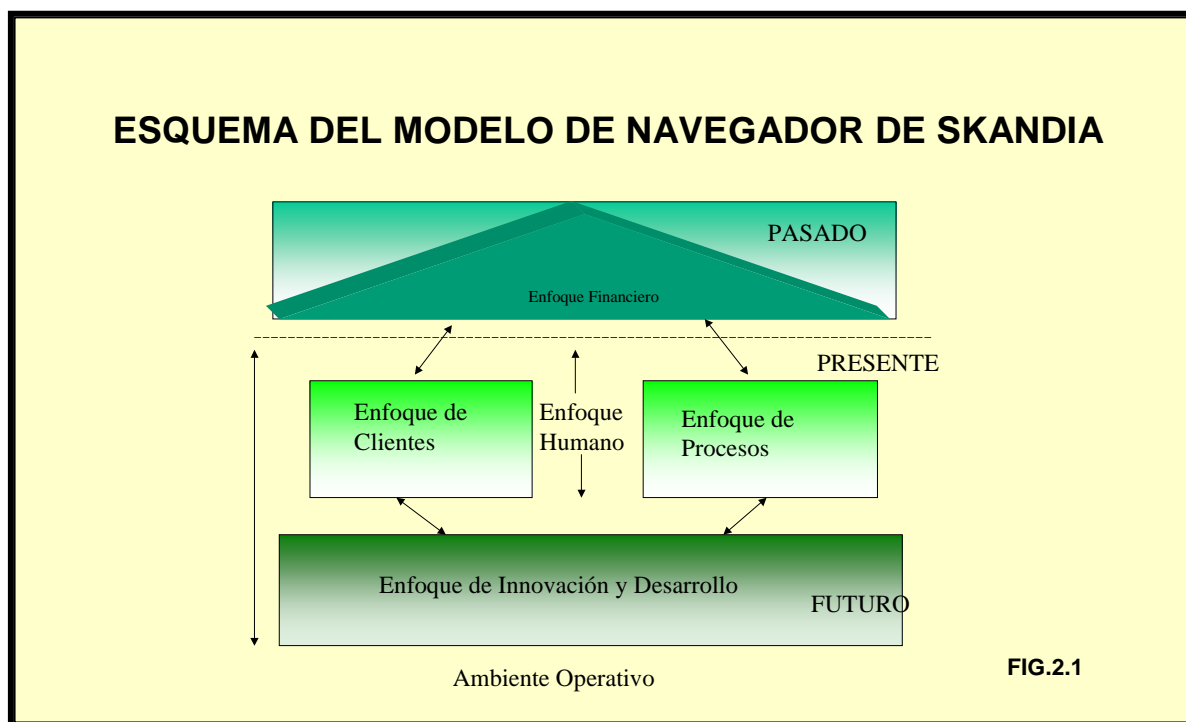 ESQUEMA DEL MODELO DE NAVEGADOR DE SKANDIA
PASADO
Enfoque Financiero
PRESENTE
Enfoque de
Clientes
Enfoque
Humano
Enfoque de
Procesos
Enfoque de Innovación y Desarrollo
FUTURO
Ambiente Operativo
FIG.2.1